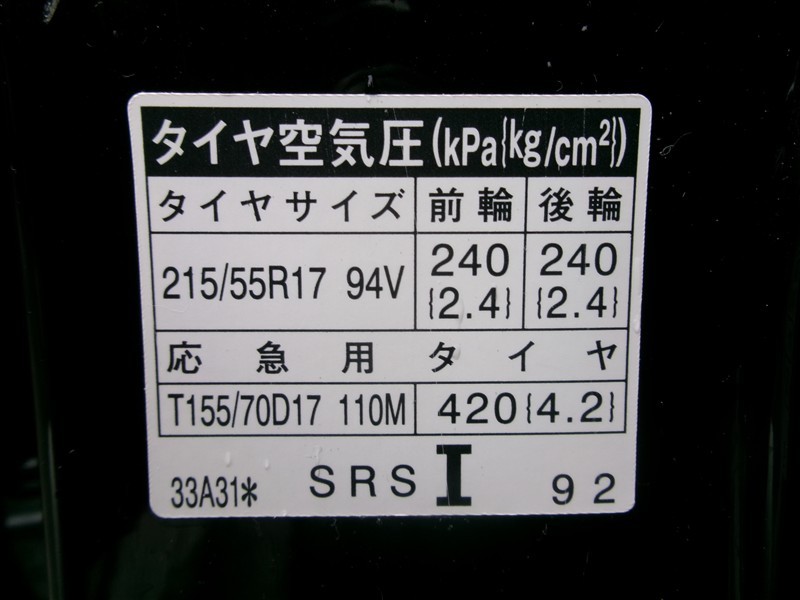 タイヤ空気圧(kPa{kg/cm²})
タイヤサイズ 前輪 後輪
215/55R17 94V 240 {2.4} 240 {2.4}
応急用タイヤ
T155/70D17 110M 420{4.2}
33A31* SRS I 92